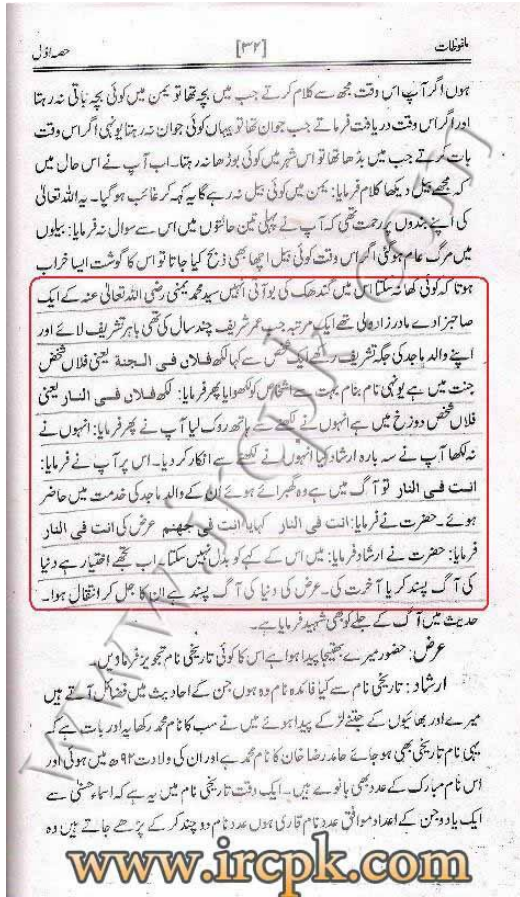 ملفوظات [۳۲] حصہ اوّل
ہوں اگر آپ اس وقت مجھ سے کلام کرتے جب میں بچہ تھا تو یمن میں کوئی بچہ باقی نہ رہتا
اور اگر اس وقت دریافت فرماتے جب جوان تھا تو یہاں کوئی جوان نہ رہتا یونہی اگر اس وقت
بات کرتے جب میں بڈھا تھا تو اس شہر میں کوئی بوڑھا نہ رہتا۔ اب آپ نے اس حال میں
کہ مجھے بیل دیکھا کلام فرمایا: یمن میں کوئی بیل نہ رہے گا یہ کہہ کر غائب ہو گیا۔ یہ اللہ تعالیٰ
کی اپنے بندوں پر رحمت تھی کہ آپ نے پہلی تین حالتوں میں اس سے سوال نہ فرمایا: بیلوں
میں مرگ عام ہو گئی اگر اس وقت کوئی بیل اچھا بھی ذبح کیا جاتا تو اس کا گوشت ایسا خراب
ہوتا کہ کوئی کھا نہ سکتا اس میں گندھک کی بو آتی انہیں سید محمد یمنی رضی اللہ تعالیٰ عنہ کے ایک
صاحبزادے مادرزاد ولی تھے ایک مرتبہ جب عمر شریف چند سال کی تھی باہر تشریف لائے اور
اپنے والد ماجد کی جگہ تشریف رکھے ایک شخص سے کہا لکھ فلان فی الجنة یعنی فلاں شخص
جنت میں ہے یونہی نام بنام بہت سے اشخاص کو لکھوایا پھر فرمایا: لکھ فلان فی النار یعنی
فلاں شخص دوزخ میں ہے انہوں نے لکھنے سے ہاتھ روک لیا آپ نے پھر فرمایا: انہوں نے
نہ لکھا آپ نے سہ بارہ ارشاد کیا انہوں نے لکھنے سے انکار کر دیا۔ اس پر آپ نے فرمایا:
انت فی النار تو آگ میں ہے وہ گھبرائے ہوئے ان کے والد ماجد کی خدمت میں حاضر
ہوئے۔ حضرت نے فرمایا: انت فی النار کہا یا انت فی جهنم عرض کی انت فی النار
فرمایا: حضرت نے ارشاد فرمایا: میں اس کے کہے کو بدل نہیں سکتا۔ اب تجھے اختیار ہے دنیا
کی آگ پسند کر یا آخرت کی۔ عرض کی دنیا کی آگ پسند ہے ان کا جل کر انتقال ہوا۔
حدیث میں آگ کے جلے کو بھی شہید فرمایا ہے۔
عرض: حضور میرے بھتیجا پیدا ہوا ہے اس کا کوئی تاریخی نام تجویز فرمادیں۔
ارشاد: تاریخی نام سے کیا فائدہ نام وہ ہوں جن کے احادیث میں فضائل آتے ہیں
میرے اور بھائیوں کے جتنے لڑکے پیدا ہوئے میں نے سب کا نام محمد رکھا یہ اور بات ہے کہ
یہی نام تاریخی بھی ہو جائے حامد رضا خان کا نام محمد ہے اور ان کی ولادت ۹۲ھ میں ہوئی اور
اس نام مبارک کے عدد بھی بانوے ہیں۔ ایک دقت تاریخی نام میں یہ ہے کہ اسماء حسنٰی سے
ایک یا دو جن کے اعداد موافق عدد نام قاری ہوں عدد نام دو چند کر کے پڑھے جاتے ہیں وہ
www.ircpk.com